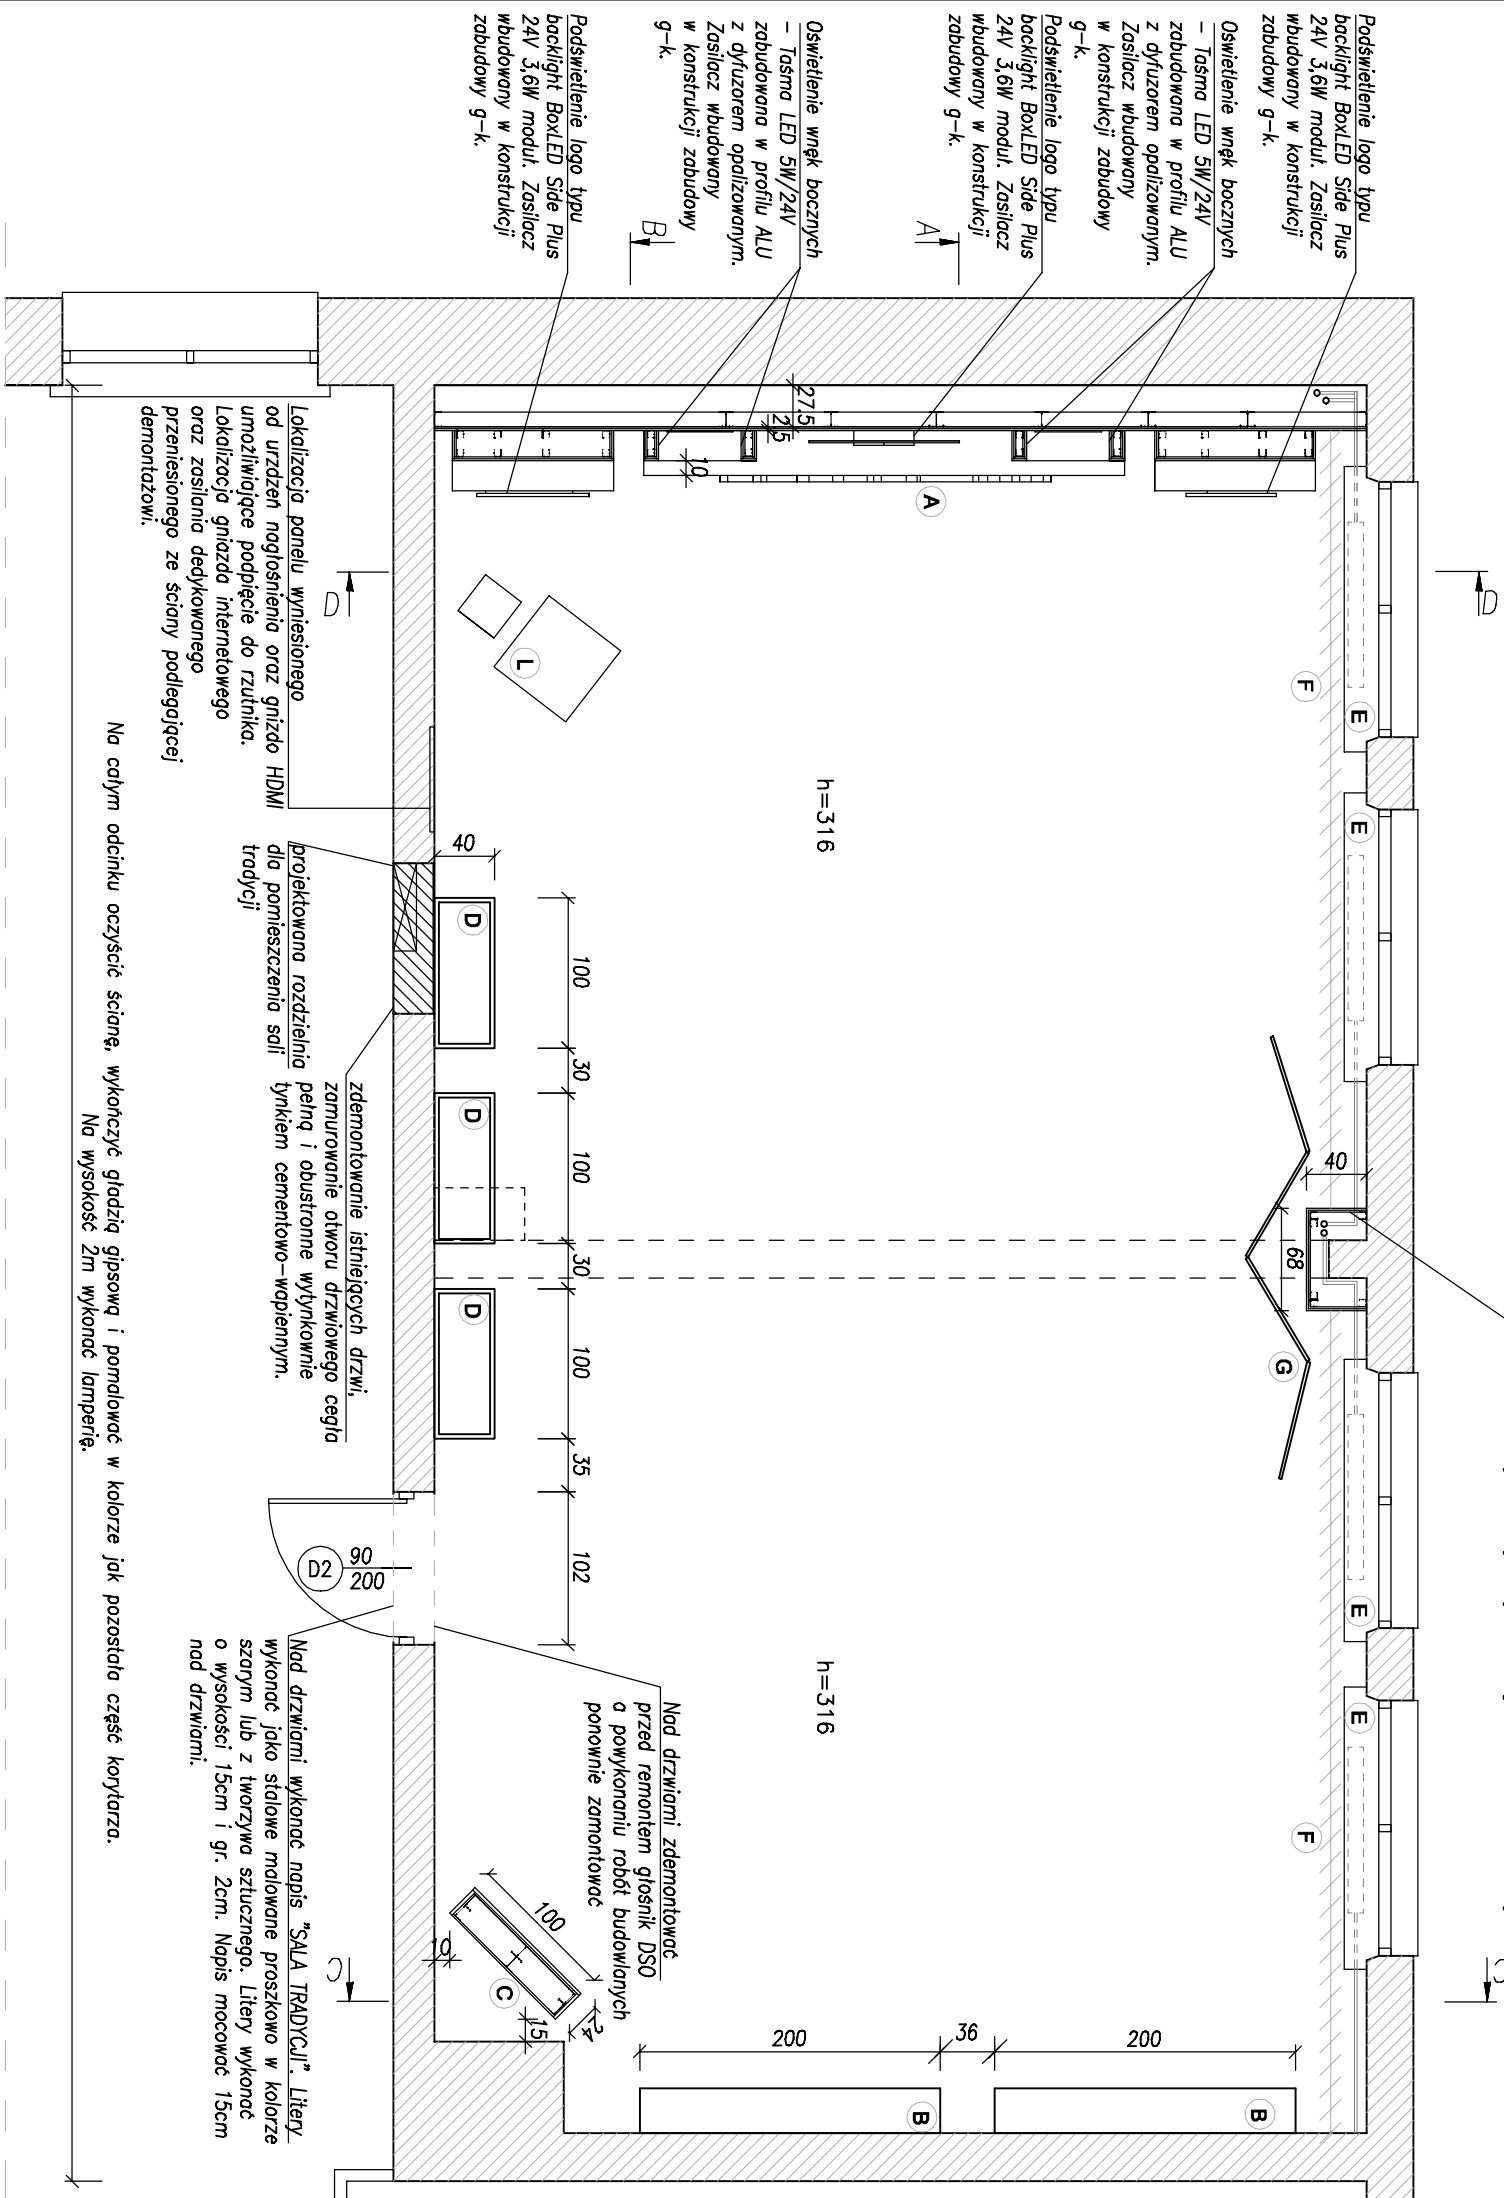 Podświetlenie logo typu
backlight BoxLED Side Plus
24V 3,6W moduł. Zasilacz
wbudowany w konstrukcji
zabudowy g-k.
Oświetlenie wnęk bocznych
- Taśma LED 5W/24V
zabudowana w profilu ALU
z dyfuzorem opalizowanym.
Zasilacz wbudowany
w konstrukcji zabudowy
g-k.
Podświetlenie logo typu
backlight BoxLED Side Plus
24V 3,6W moduł. Zasilacz
wbudowany w konstrukcji
zabudowy g-k.
Oświetlenie wnęk bocznych
- Taśma LED 5W/24V
zabudowana w profilu ALU
z dyfuzorem opalizowanym.
Zasilacz wbudowany
w konstrukcji zabudowy
g-k.
Podświetlenie logo typu
backlight BoxLED Side Plus
24V 3,6W moduł. Zasilacz
wbudowany w konstrukcji
zabudowy g-k.
A
B
27.5
2.5
10
A
D
D
L
F
E
E
h=316
40
68
G
E
E
F
h=316
40
D
D
D
100
30
100
30
100
35
102
D2
90
200
Lokalizacja panelu wyniesionego
od urzdzeń nagłośnienia oraz gnizdo HDMI
umożliwiające podpięcie do rzutnika.
Lokalizacja gniazda internetowego
oraz zasilania dedykowanego
przeniesionego ze ściany podlegającej
demontażowi.
projektowana rozdzielnia
dla pomieszczenia sali
tradycji
zdemontowanie istniejących drzwi,
zamurowanie otworu drzwiowego cegła
pełną i obustronne wytynkownie
tynkiem cementowo-wapiennym.
Nad drzwiami zdemontować
przed remontem głośnik DSO
a powykonaniu robót budowlanych
ponownie zamontować
Nad drzwiami wykonać napis "SALA TRADYCJI". Litery
wykonać jako stalowe malowane proszkowo w kolorze
szarym lub z tworzywa sztucznego. Litery wykonać
o wysokości 15cm i gr. 2cm. Napis mocować 15cm
nad drzwiami.
100
10
C
24
15
200
36
200
B
B
C
C
Na całym odcinku oczyścić ścianę, wykończyć gładzią gipsową i pomalować w kolorze jak pozostała część korytarza.
Na wysokość 2m wykonać lamperię.